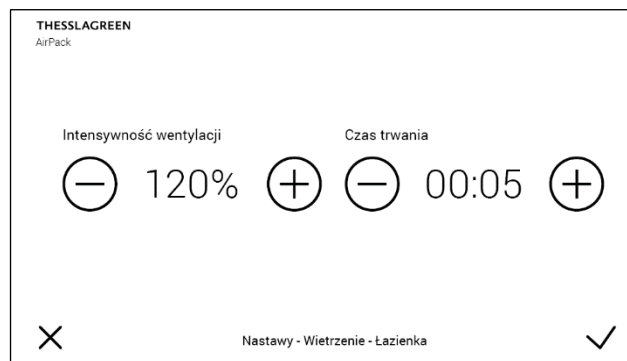 THESSLAGREEN
AirPack
Intensywność wentylacji
Czas trwania
120%
00:05
Nastawy - Wietrzenie - Łazienka